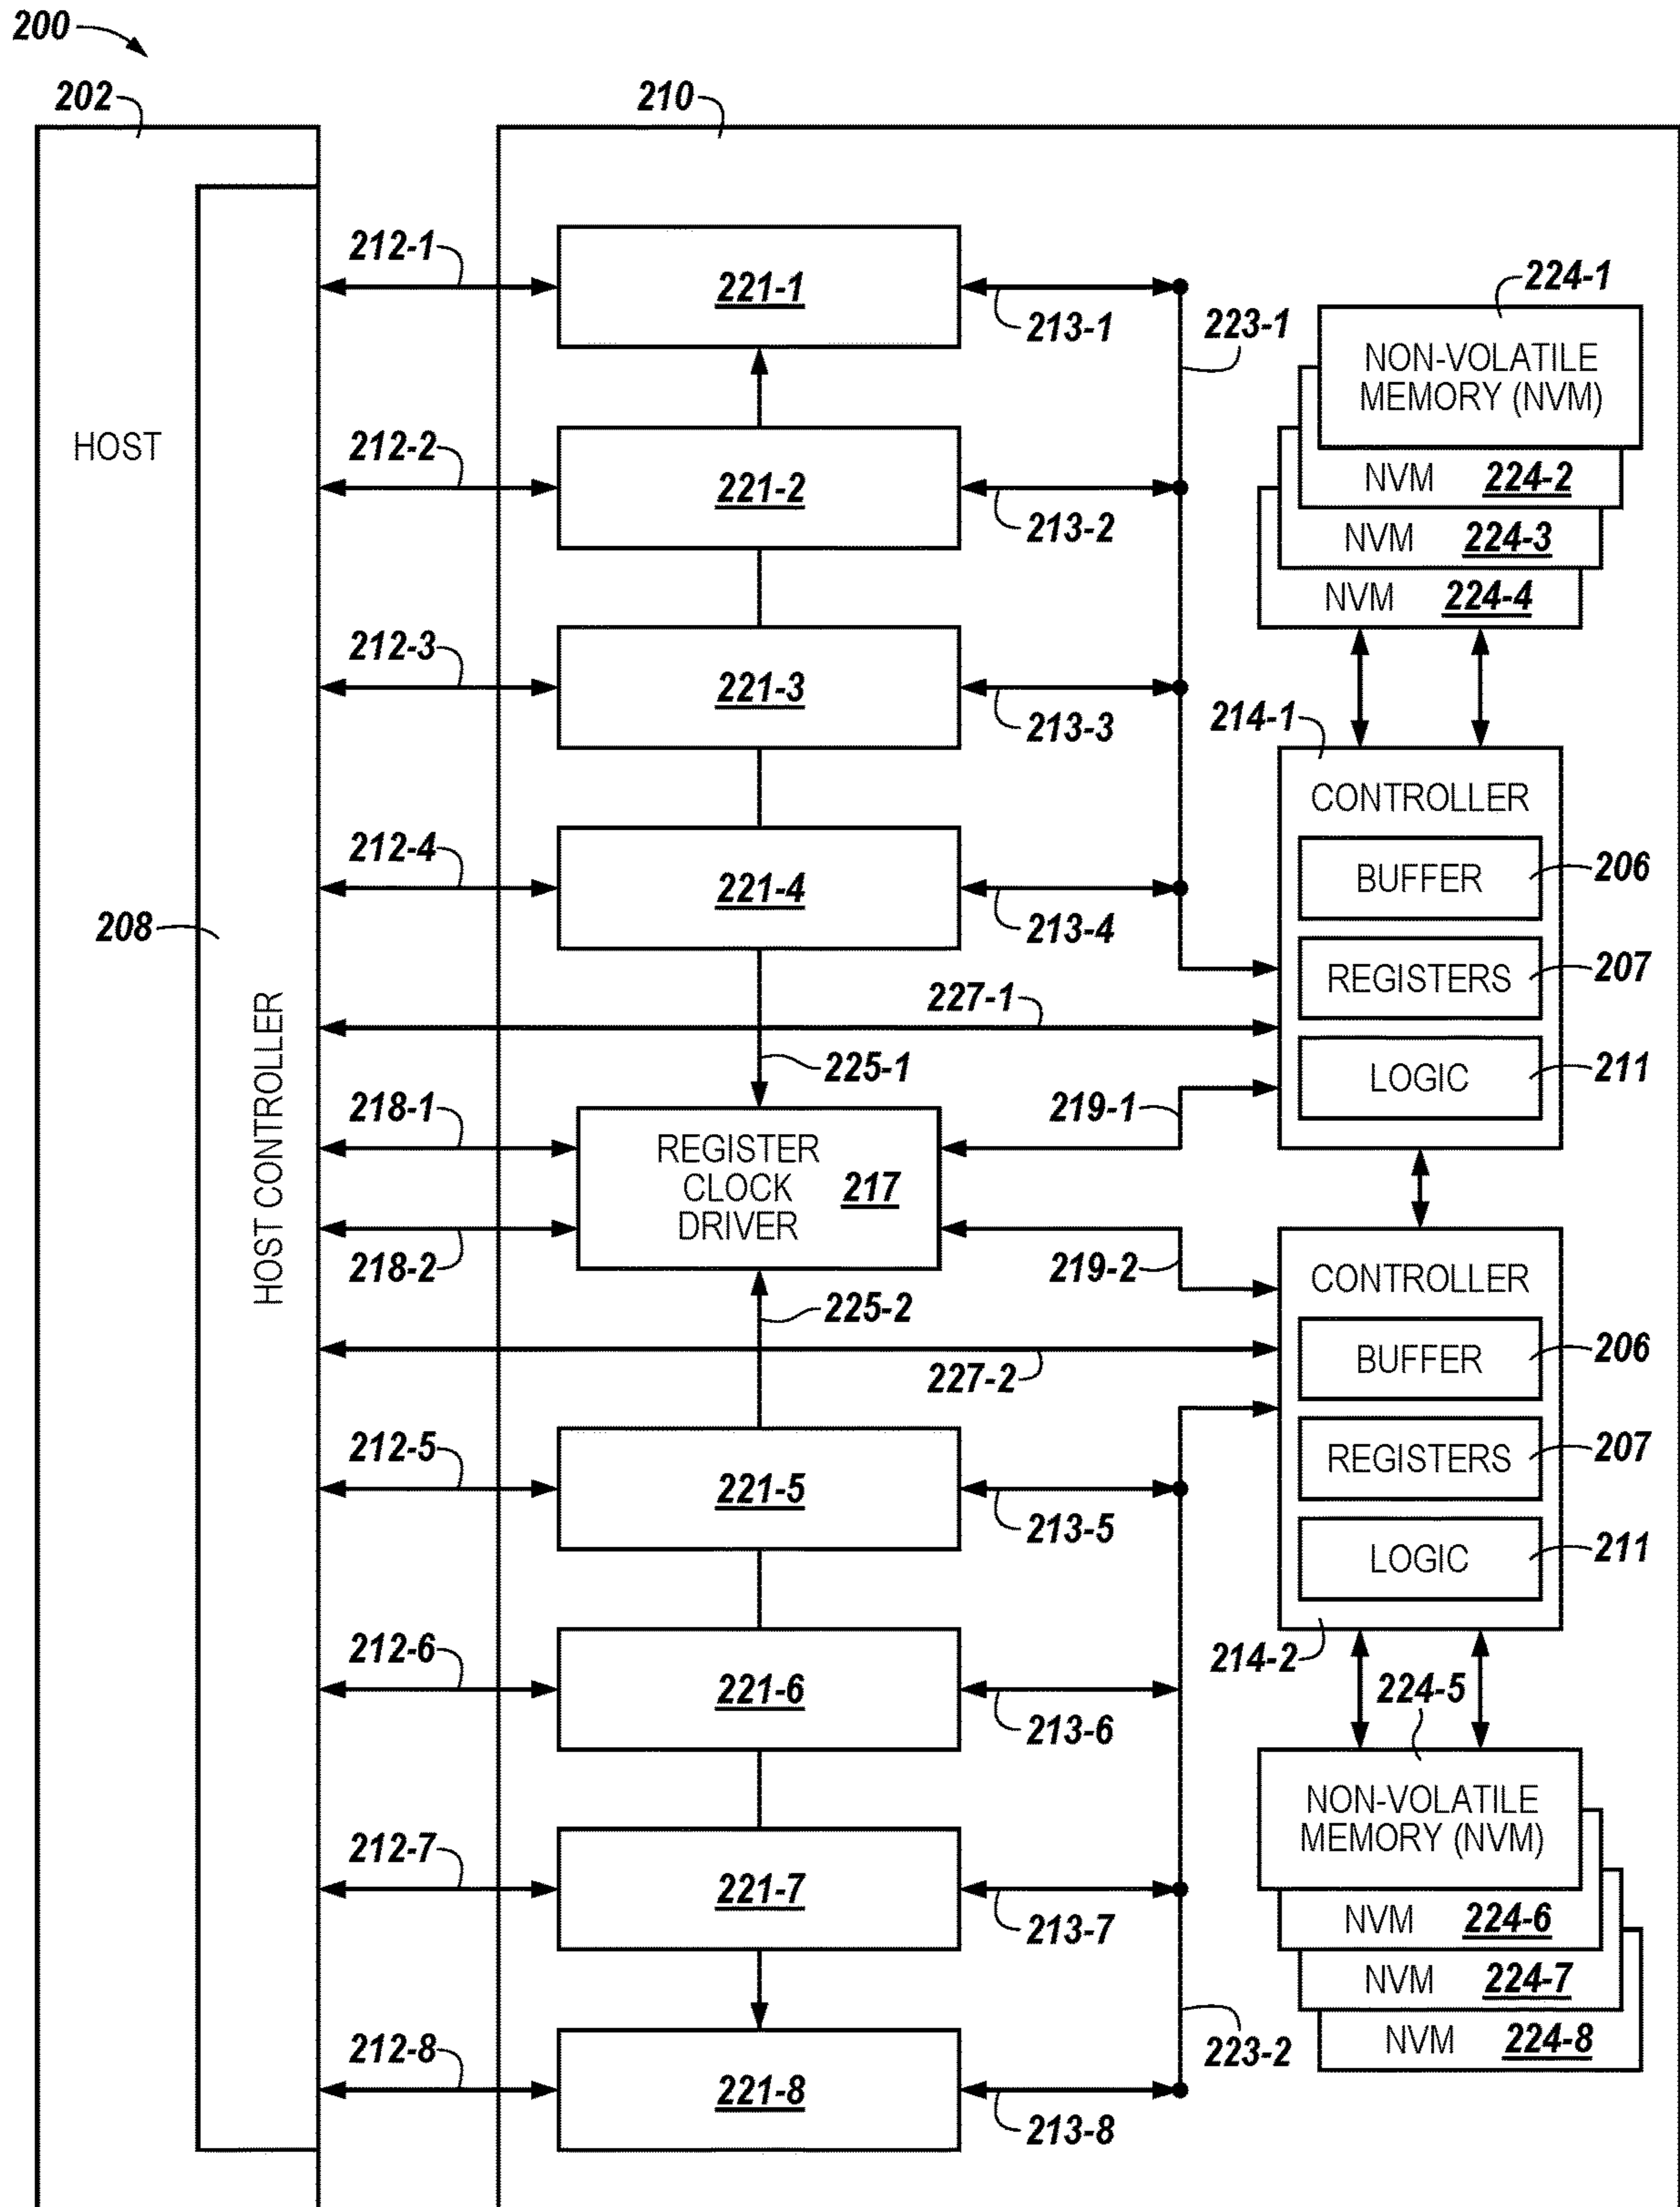 200
202
210
212-1
221-1
213-1
223-1
224-1
NON-VOLATILE
MEMORY (NVM)
HOST
212-2
221-2
213-2
NVM 224-2
NVM 224-3
NVM 224-4
212-3
221-3
213-3
214-1
CONTROLLER
212-4
221-4
213-4
BUFFER
206
208
REGISTERS
207
227-1
HOST CONTROLLER
225-1
LOGIC
211
218-1
219-1
REGISTER
CLOCK
DRIVER
217
218-2
219-2
CONTROLLER
225-2
227-2
BUFFER
206
212-5
221-5
213-5
REGISTERS
207
LOGIC
211
212-6
221-6
213-6
214-2
224-5
NON-VOLATILE
MEMORY (NVM)
212-7
221-7
213-7
NVM 224-6
NVM 224-7
NVM 224-8
223-2
212-8
221-8
213-8